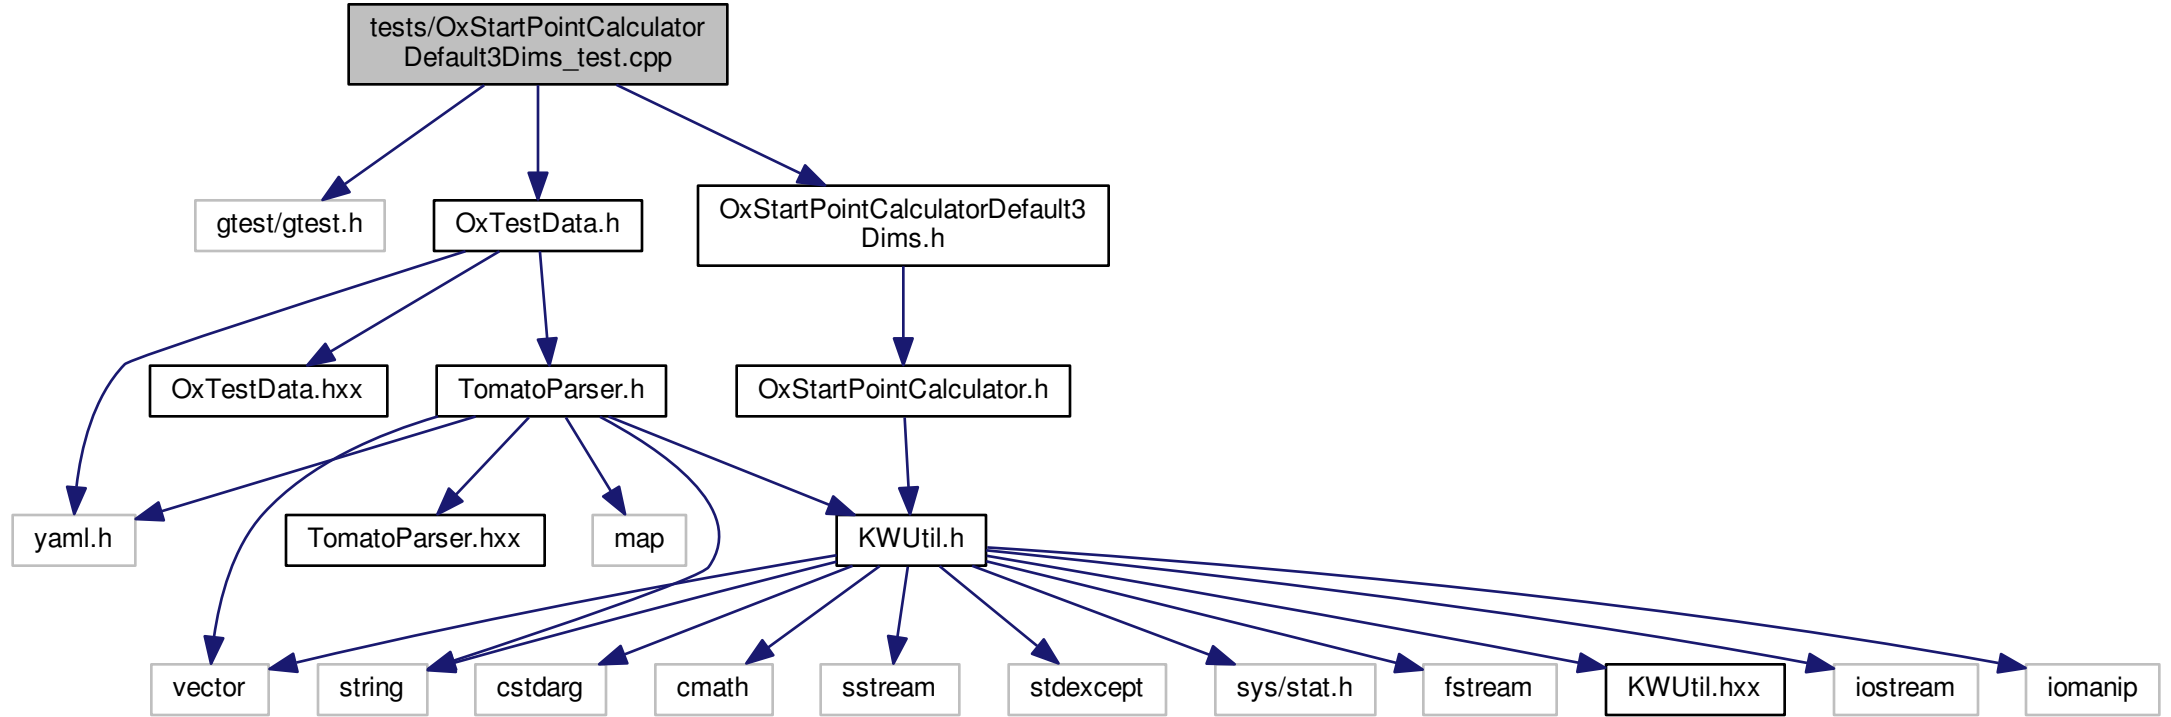 tests/OxStartPointCalculator
Default3Dims_test.cpp
gtest/gtest.h
OxTestData.h
OxStartPointCalculatorDefault3
Dims.h
OxTestData.hxx
TomatoParser.h
OxStartPointCalculator.h
yaml.h
TomatoParser.hxx
map
KWUtil.h
vector
string
cstdarg
cmath
sstream
stdexcept
sys/stat.h
fstream
KWUtil.hxx
iostream
iomanip